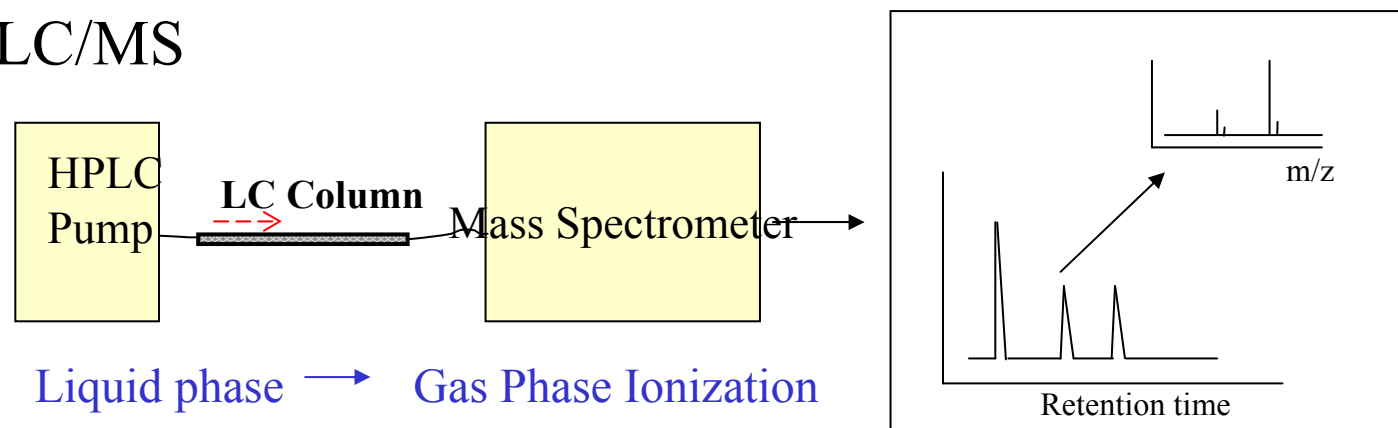 LC/MS
HPLC
Pump
LC Column
Mass Spectrometer
Liquid phase
Gas Phase Ionization
m/z
Retention time